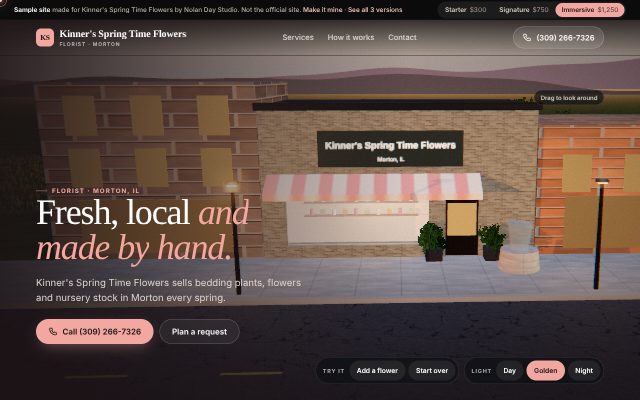 Sample site made for Kinner's Spring Time Flowers by Nolan Day Studio. Not the official site. Make it mine · See all 3 versions
Starter $300 Signature $750 Immersive $1,250
KS Kinner's Spring Time Flowers
FLORIST · MORTON
Services How it works Contact
(309) 266-7326
Drag to look around
Kinner's Spring Time Flowers
Morton, IL
FLORIST · MORTON, IL
Fresh, local and
made by hand.
Kinner's Spring Time Flowers sells bedding plants, flowers
and nursery stock in Morton every spring.
Call (309) 266-7326 Plan a request
TRY IT Add a flower Start over LIGHT Day Golden Night